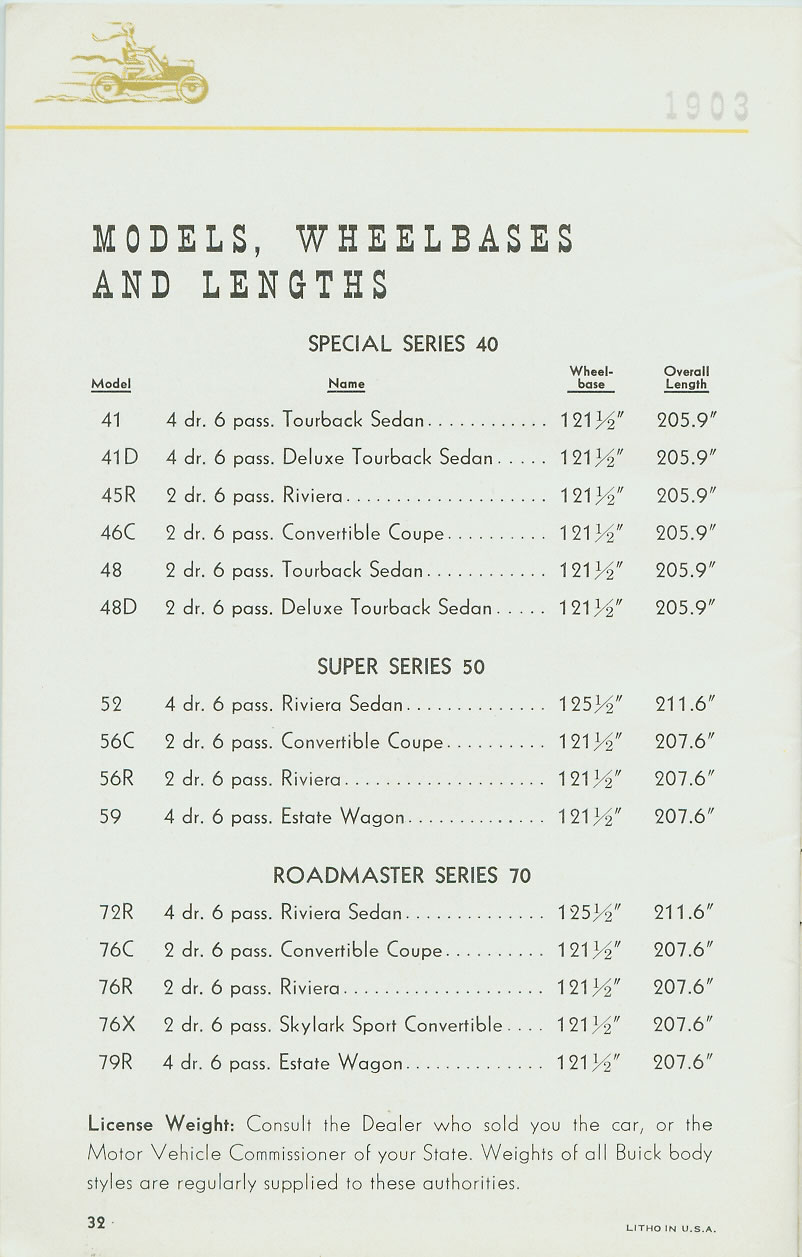 1903
MODELS, WHEELBASES
AND LENGTHS
SPECIAL SERIES 40
Model Name Wheel-base Overall Length
41 4 dr. 6 pass. Tourback Sedan............ 121½″ 205.9″
41D 4 dr. 6 pass. Deluxe Tourback Sedan..... 121½″ 205.9″
45R 2 dr. 6 pass. Riviera.................... 121½″ 205.9″
46C 2 dr. 6 pass. Convertible Coupe.......... 121½″ 205.9″
48 2 dr. 6 pass. Tourback Sedan............ 121½″ 205.9″
48D 2 dr. 6 pass. Deluxe Tourback Sedan..... 121½″ 205.9″
SUPER SERIES 50
52 4 dr. 6 pass. Riviera Sedan.............. 125½″ 211.6″
56C 2 dr. 6 pass. Convertible Coupe.......... 121½″ 207.6″
56R 2 dr. 6 pass. Riviera.................... 121½″ 207.6″
59 4 dr. 6 pass. Estate Wagon.............. 121½″ 207.6″
ROADMASTER SERIES 70
72R 4 dr. 6 pass. Riviera Sedan.............. 125½″ 211.6″
76C 2 dr. 6 pass. Convertible Coupe.......... 121½″ 207.6″
76R 2 dr. 6 pass. Riviera.................... 121½″ 207.6″
76X 2 dr. 6 pass. Skylark Sport Convertible.... 121½″ 207.6″
79R 4 dr. 6 pass. Estate Wagon.............. 121½″ 207.6″
License Weight: Consult the Dealer who sold you the car, or the
Motor Vehicle Commissioner of your State. Weights of all Buick body
styles are regularly supplied to these authorities.
32
LITHO IN U.S.A.